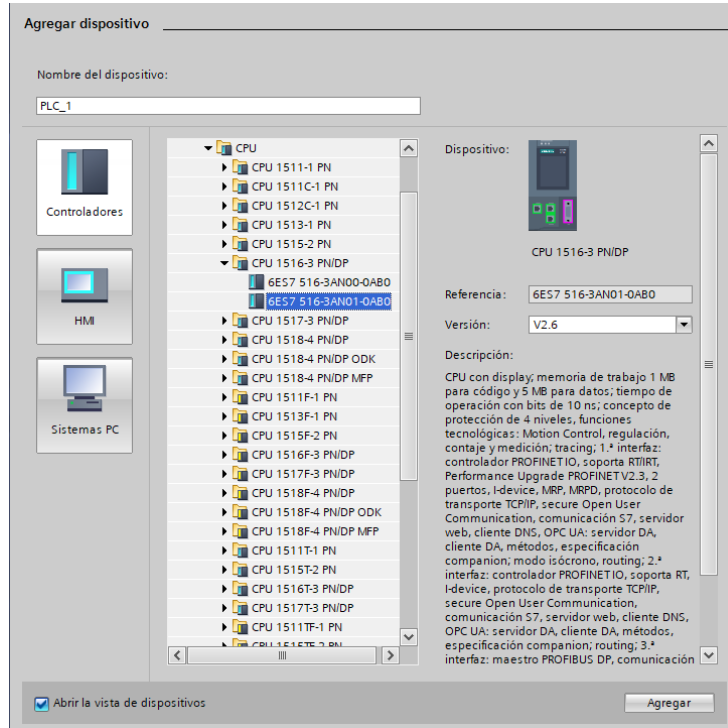 Agregar dispositivo
Nombre del dispositivo:
PLC_1
Controladores
HMI
Sistemas PC
CPU
CPU 1511-1 PN
CPU 1511C-1 PN
CPU 1512C-1 PN
CPU 1513-1 PN
CPU 1515-2 PN
CPU 1516-3 PN/DP
6ES7 516-3AN00-0AB0
6ES7 516-3AN01-0AB0
CPU 1517-3 PN/DP
CPU 1518-4 PN/DP
CPU 1518-4 PN/DP ODK
CPU 1518-4 PN/DP MFP
CPU 1511F-1 PN
CPU 1513F-1 PN
CPU 1515F-2 PN
CPU 1516F-3 PN/DP
CPU 1517F-3 PN/DP
CPU 1518F-4 PN/DP
CPU 1518F-4 PN/DP ODK
CPU 1518F-4 PN/DP MFP
CPU 1511T-1 PN
CPU 1515T-2 PN
CPU 1516T-3 PN/DP
CPU 1517T-3 PN/DP
CPU 1511TF-1 PN
CPU 1515TF-2 PN
Dispositivo:
CPU 1516-3 PN/DP
Referencia: 6ES7 516-3AN01-0AB0
Versión: V2.6
Descripción:
CPU con display; memoria de trabajo 1 MB
para código y 5 MB para datos; tiempo de
operación con bits de 10 ns; concepto de
protección de 4 niveles, funciones
tecnológicas: Motion Control, regulación,
contaje y medición; tracing; 1.ª interfaz:
controlador PROFINET IO, soporta RT/IRT,
Performance Upgrade PROFINET V2.3, 2
puertos, I-device, MRP, MRPD, protocolo de
transporte TCP/IP, secure Open User
Communication, comunicación S7, servidor
web, cliente DNS, OPC UA: servidor DA,
cliente DA, métodos, especificación
companion; modo isócrono, routing; 2.ª
interfaz: controlador PROFINET IO, soporta RT,
I-device, protocolo de transporte TCP/IP,
secure Open User Communication,
comunicación S7, servidor web, cliente DNS,
OPC UA: servidor DA, cliente DA, métodos,
especificación companion; routing; 3.ª
interfaz: maestro PROFIBUS DP, comunicación
Abrir la vista de dispositivos
Agregar